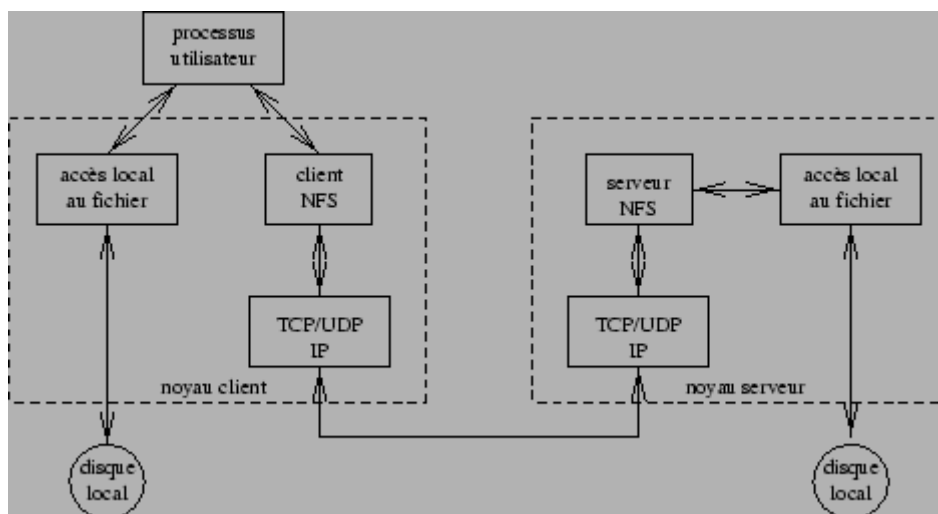 processus
utilisateur
accès local
au fichier
client
NFS
serveur
NFS
accès local
au fichier
TCP/UDP
IP
TCP/UDP
IP
noyau client
noyau serveur
disque
local
disque
local